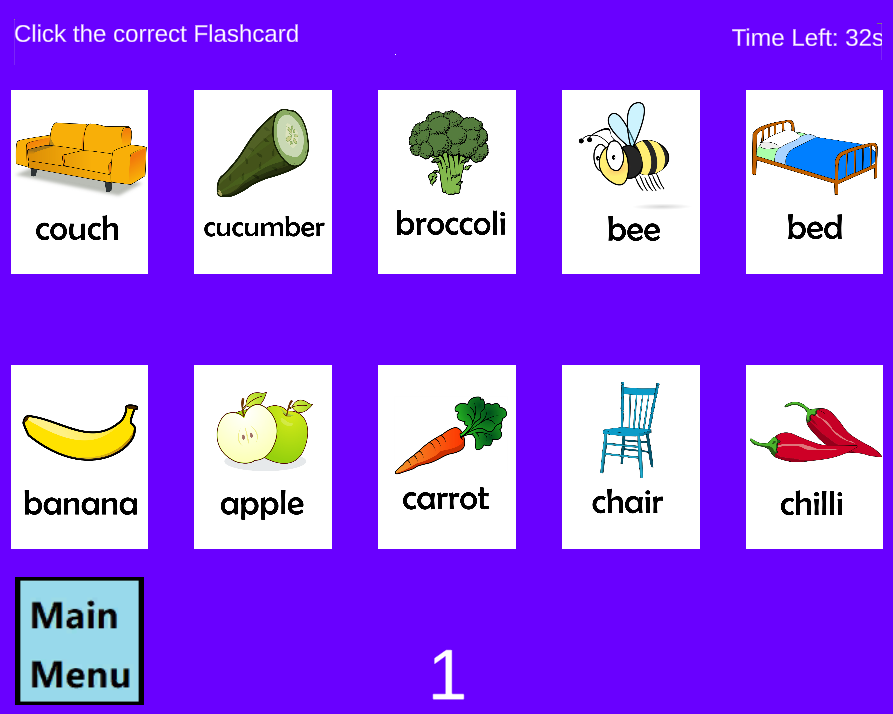 Click the correct Flashcard
Time Left: 32s
couch
cucumber
broccoli
bee
bed
banana
apple
carrot
chair
chilli
Main
Menu
1